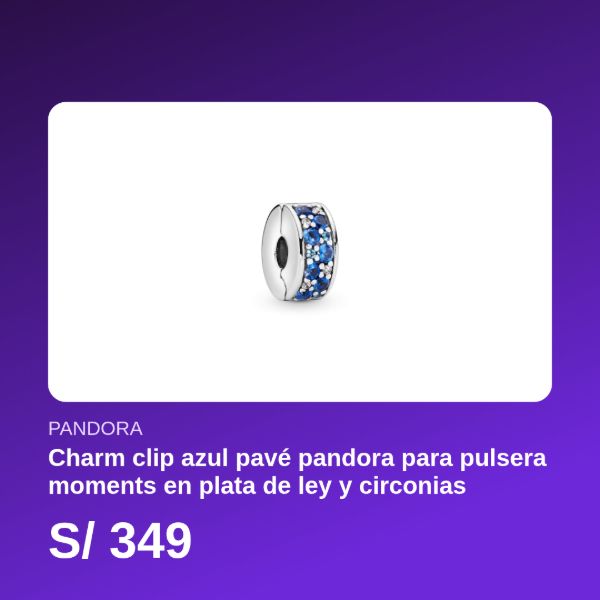 PANDORA
Charm clip azul pavé pandora para pulsera
moments en plata de ley y circonias
S/ 349